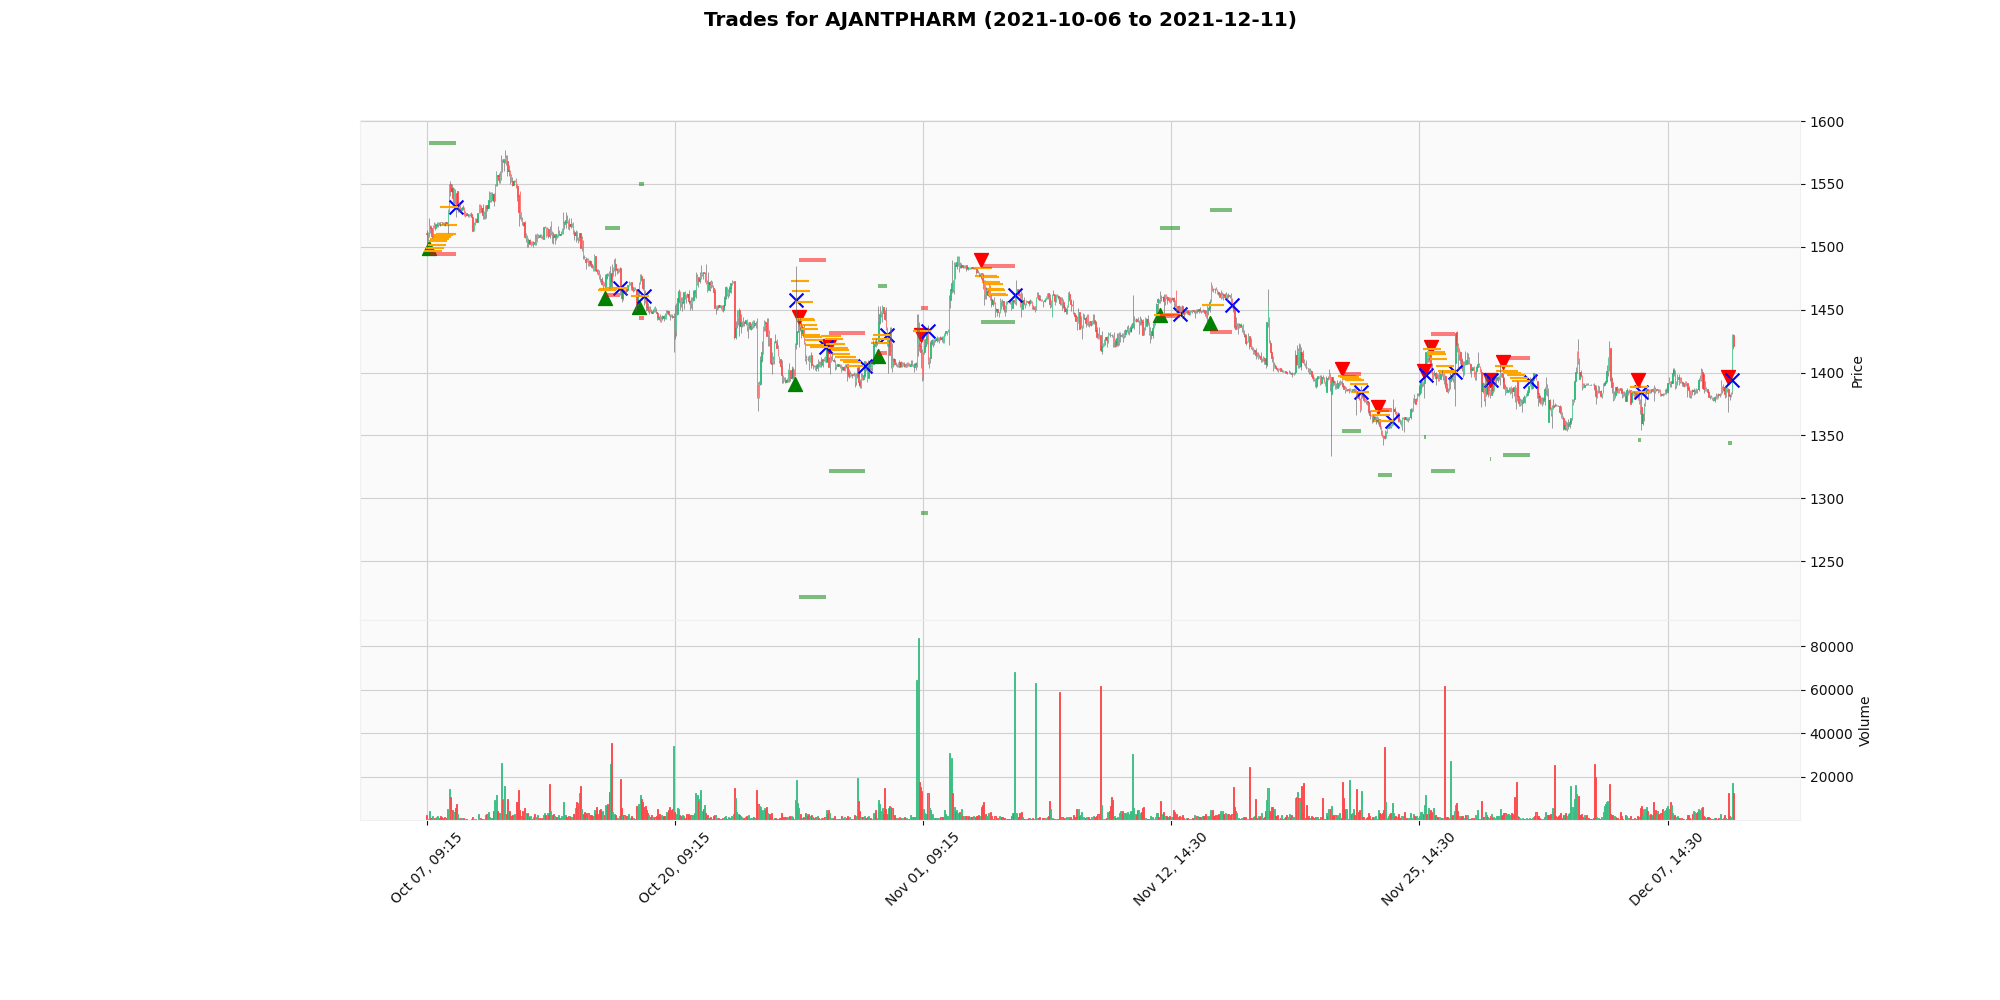 Trades for AJANTPHARM (2021-10-06 to 2021-12-11)
1600
1550
1500
1450
1400
1350
1300
1250
Price
80000
60000
40000
20000
Volume
Oct 07, 09:15
Oct 20, 09:15
Nov 01, 09:15
Nov 12, 14:30
Nov 25, 14:30
Dec 07, 14:30